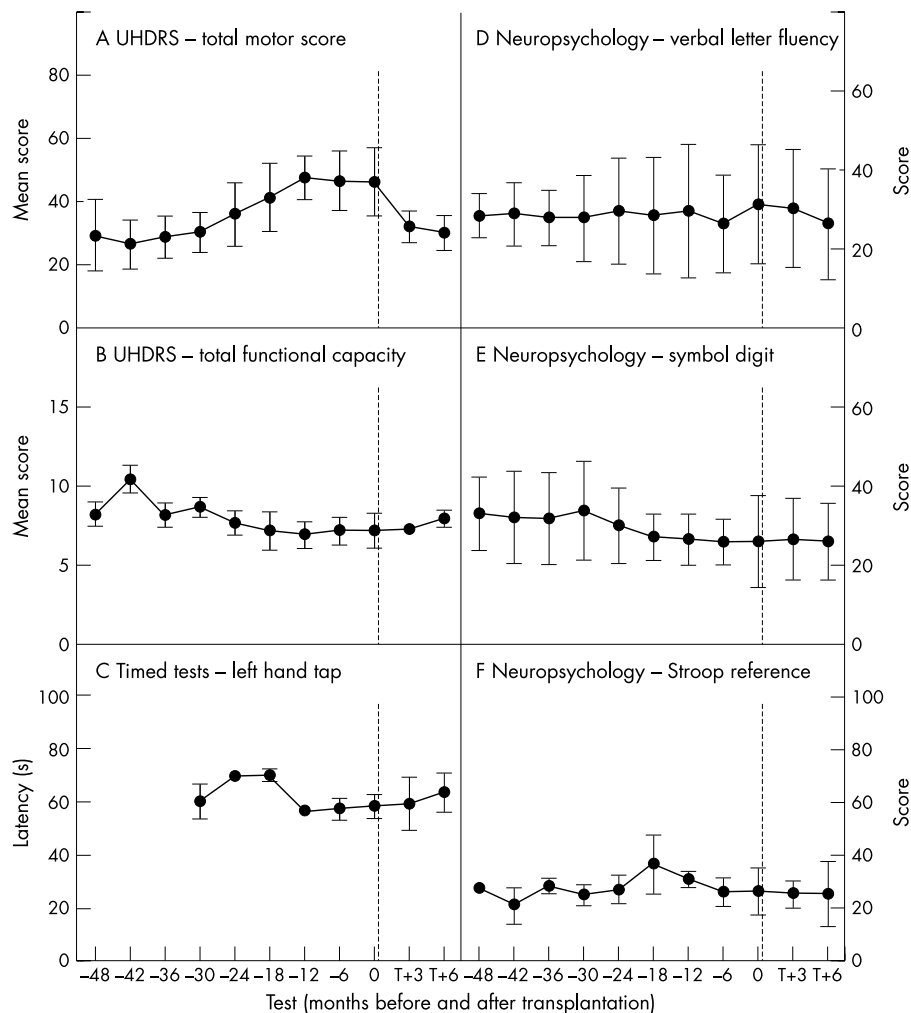 A UHDRS – total motor score
80
60
40
20
0
Mean score
D Neuropsychology – verbal letter fluency
60
40
20
0
Score
B UHDRS – total functional capacity
15
10
5
0
Mean score
E Neuropsychology – symbol digit
60
40
20
0
Score
C Timed tests – left hand tap
100
80
60
40
20
0
Latency (s)
F Neuropsychology – Stroop reference
100
80
60
40
20
0
Score
–48 –42 –36 –30 –24 –18 –12 –6 0 T+3 T+6
–48 –42 –36 –30 –24 –18 –12 –6 0 T+3 T+6
Test (months before and after transplantation)